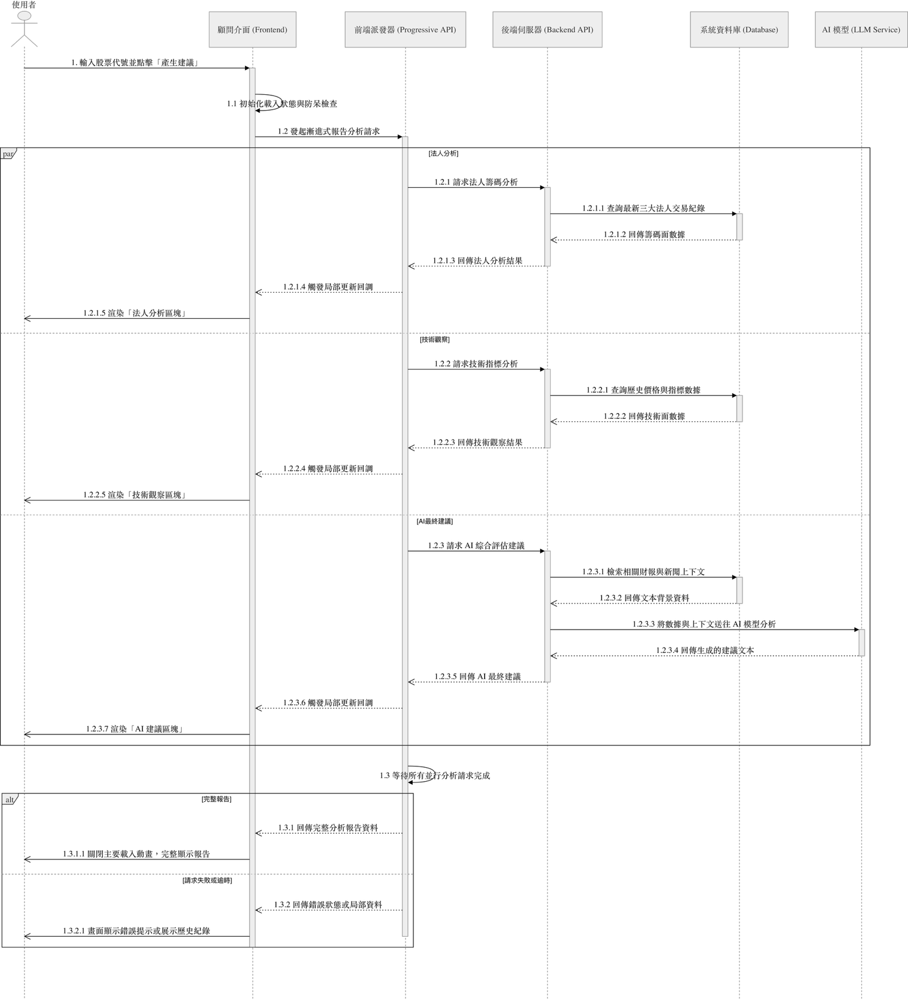 使用者
顧問介面 (Frontend)
前端派發器 (Progressive API)
後端伺服器 (Backend API)
系統資料庫 (Database)
AI 模型 (LLM Service)
1. 輸入股票代號並點擊「產生建議」
1.1 初始化載入狀態與防呆檢查
1.2 發起漸進式報告分析請求
par
[法人分析]
1.2.1 請求法人籌碼分析
1.2.1.1 查詢最新三大法人交易紀錄
1.2.1.2 回傳籌碼面數據
1.2.1.3 回傳法人分析結果
1.2.1.4 觸發局部更新回調
1.2.1.5 渲染「法人分析區塊」
[技術觀察]
1.2.2 請求技術指標分析
1.2.2.1 查詢歷史價格與指標數據
1.2.2.2 回傳技術面數據
1.2.2.3 回傳技術觀察結果
1.2.2.4 觸發局部更新回調
1.2.2.5 渲染「技術觀察區塊」
[AI最終建議]
1.2.3 請求 AI 綜合評估建議
1.2.3.1 檢索相關財報與新聞上下文
1.2.3.2 回傳文本背景資料
1.2.3.3 將數據與上下文送往 AI 模型分析
1.2.3.4 回傳生成的建議文本
1.2.3.5 回傳 AI 最終建議
1.2.3.6 觸發局部更新回調
1.2.3.7 渲染「AI 建議區塊」
1.3 等待所有並行分析請求完成
alt
[完整報告]
1.3.1 回傳完整分析報告資料
1.3.1.1 關閉主要載入動畫，完整顯示報告
[請求失敗或逾時]
1.3.2 回傳錯誤狀態或局部資料
1.3.2.1 畫面顯示錯誤提示或展示歷史紀錄